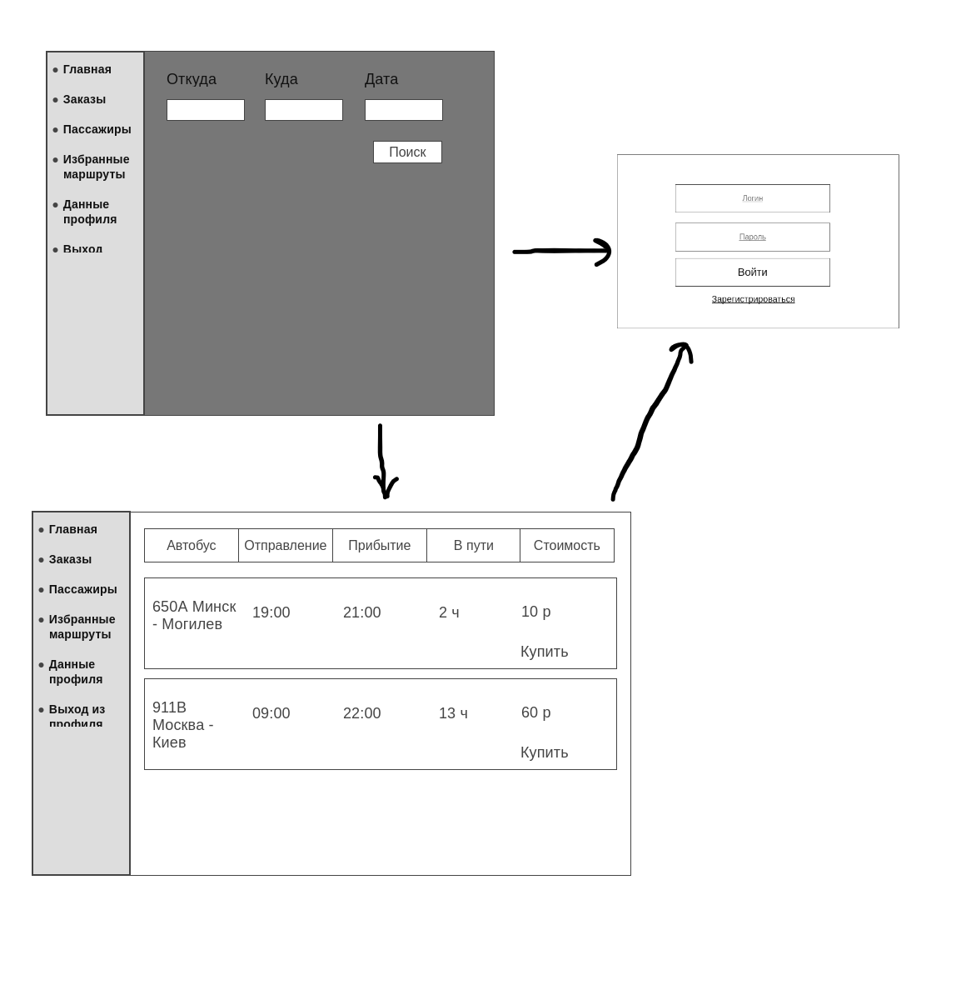 Главная
Заказы
Пассажиры
Избранные
маршруты
Данные
профиля
Выход
Откуда Куда Дата
Поиск
Логин
Пароль
Войти
Зарегистрироваться
Главная
Заказы
Пассажиры
Избранные
маршруты
Данные
профиля
Выход из
профиля
Автобус Отправление Прибытие В пути Стоимость
650А Минск
- Могилев
19:00 21:00 2 ч 10 р
Купить
911В
Москва -
Киев
09:00 22:00 13 ч 60 р
Купить